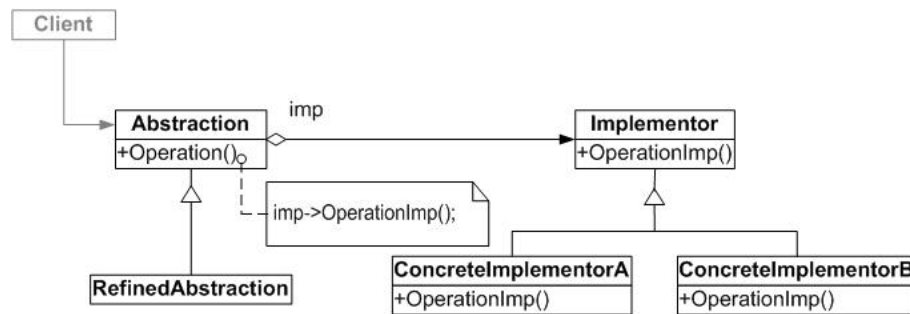 Client
imp
Abstraction
Implementor
+Operation()
+OperationImp()
imp->OperationImp();
ConcreteImplementorA
ConcreteImplementorB
RefinedAbstraction
+OperationImp()
+OperationImp()